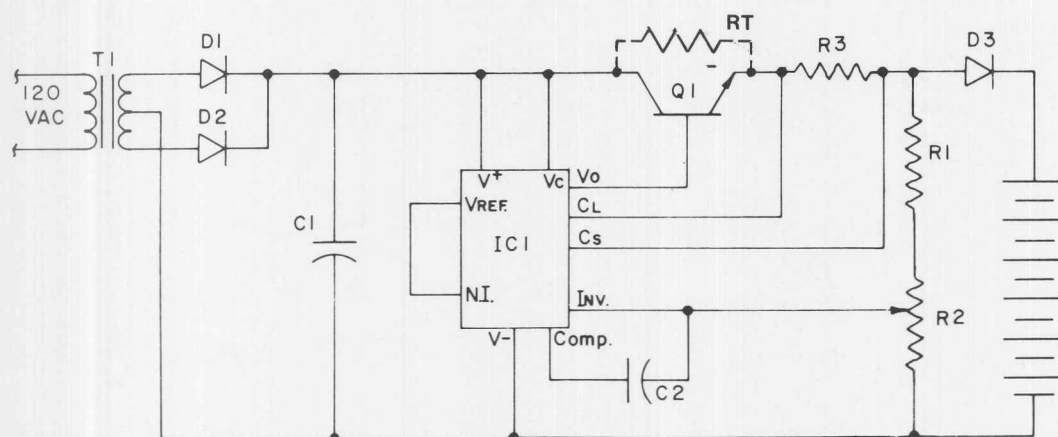 T1
120
VAC
D1
D2
C1
RT
Q1
R3
D3
R1
R2
V+
Vc
Vo
VREF.
CL
IC1
Cs
N.I.
INV.
V-
Comp.
C2